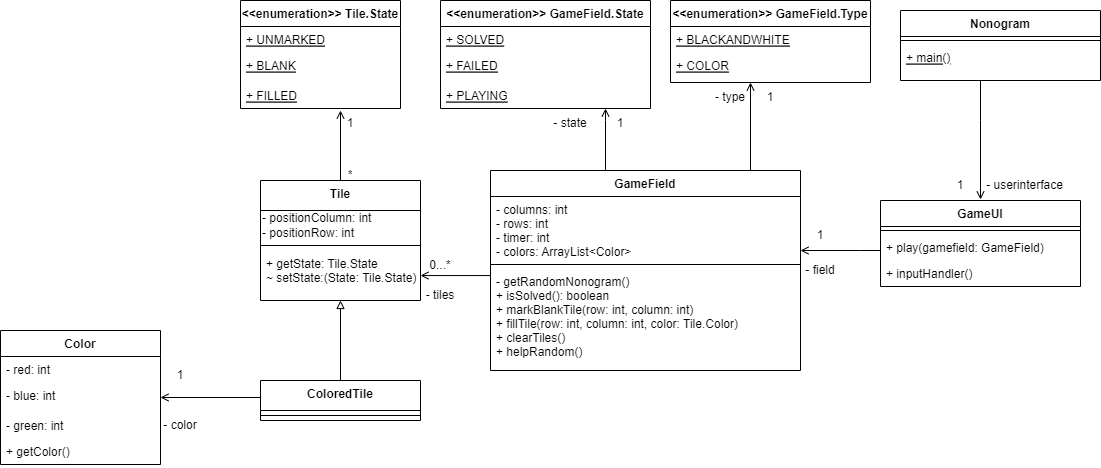 <<enumeration>> Tile.State
+ UNMARKED
+ BLANK
+ FILLED
<<enumeration>> GameField.State
+ SOLVED
+ FAILED
+ PLAYING
<<enumeration>> GameField.Type
+ BLACKANDWHITE
+ COLOR
Nonogram
+ main()
1
*
- state
1
- type
1
1
- userinterface
Tile
- positionColumn: int
- positionRow: int
+ getState: Tile.State
~ setState:(State: Tile.State)
0...*
- tiles
GameField
- columns: int
- rows: int
- timer: int
- colors: ArrayList<Color>
- getRandomNonogram()
+ isSolved(): boolean
+ markBlankTile(row: int, column: int)
+ fillTile(row: int, column: int, color: Tile.Color)
+ clearTiles()
+ helpRandom()
1
- field
GameUI
+ play(gamefield: GameField)
+ inputHandler()
Color
- red: int
- blue: int
- green: int
+ getColor()
1
- color
ColoredTile